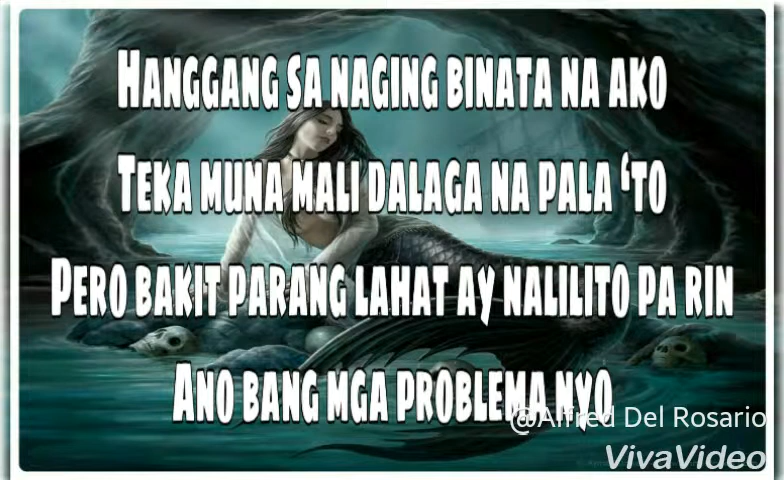 HANGGANG SA NAGING BINATA NA AKO
TEKA MUNA MALI DALAGA NA PALA ‘TO
PERO BAKIT PARANG LAHAT AY NALILITO PA RIN
ANO BANG MGA PROBLEMA NYO
@Alfred Del Rosario
VivaVideo